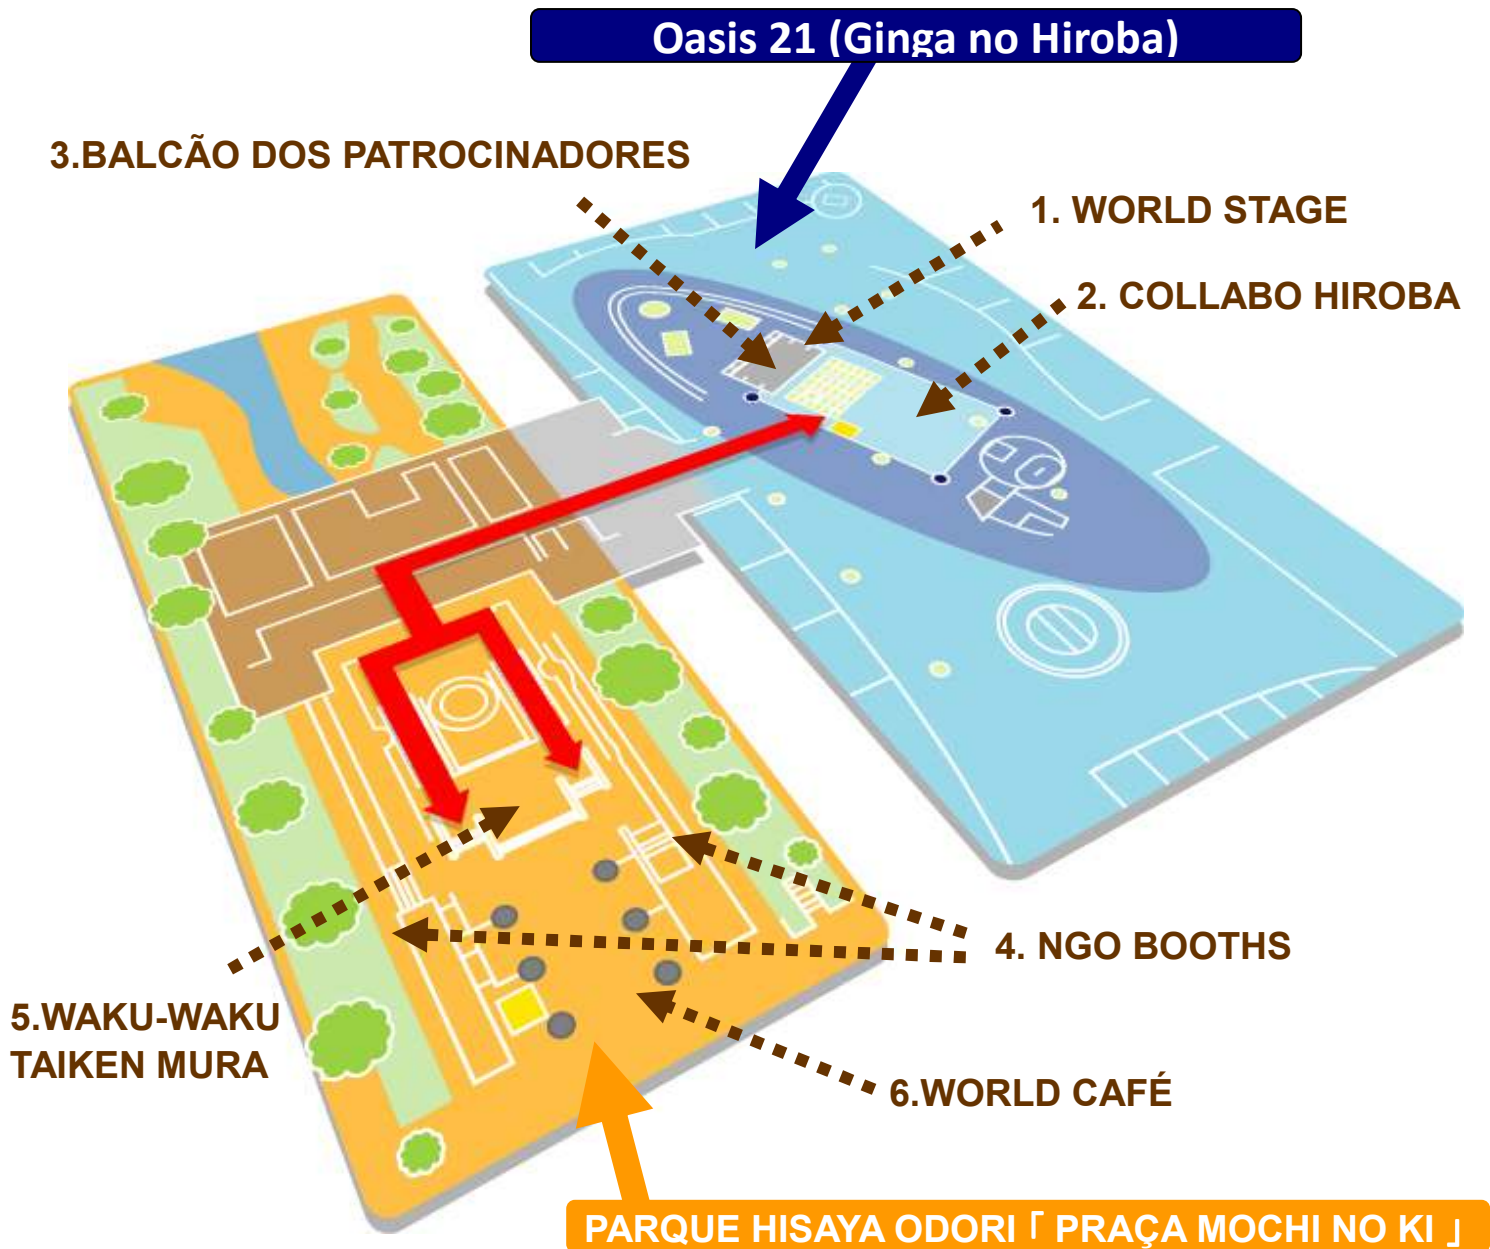 Oasis 21 (Ginga no Hiroba)
3.BALCÃO DOS PATROCINADORES
1. WORLD STAGE
2. COLLABO HIROBA
4. NGO BOOTHS
5.WAKU-WAKU
TAIKEN MURA
6.WORLD CAFÉ
PARQUE HISAYA ODORI「 PRAÇA MOCHI NO KI 」